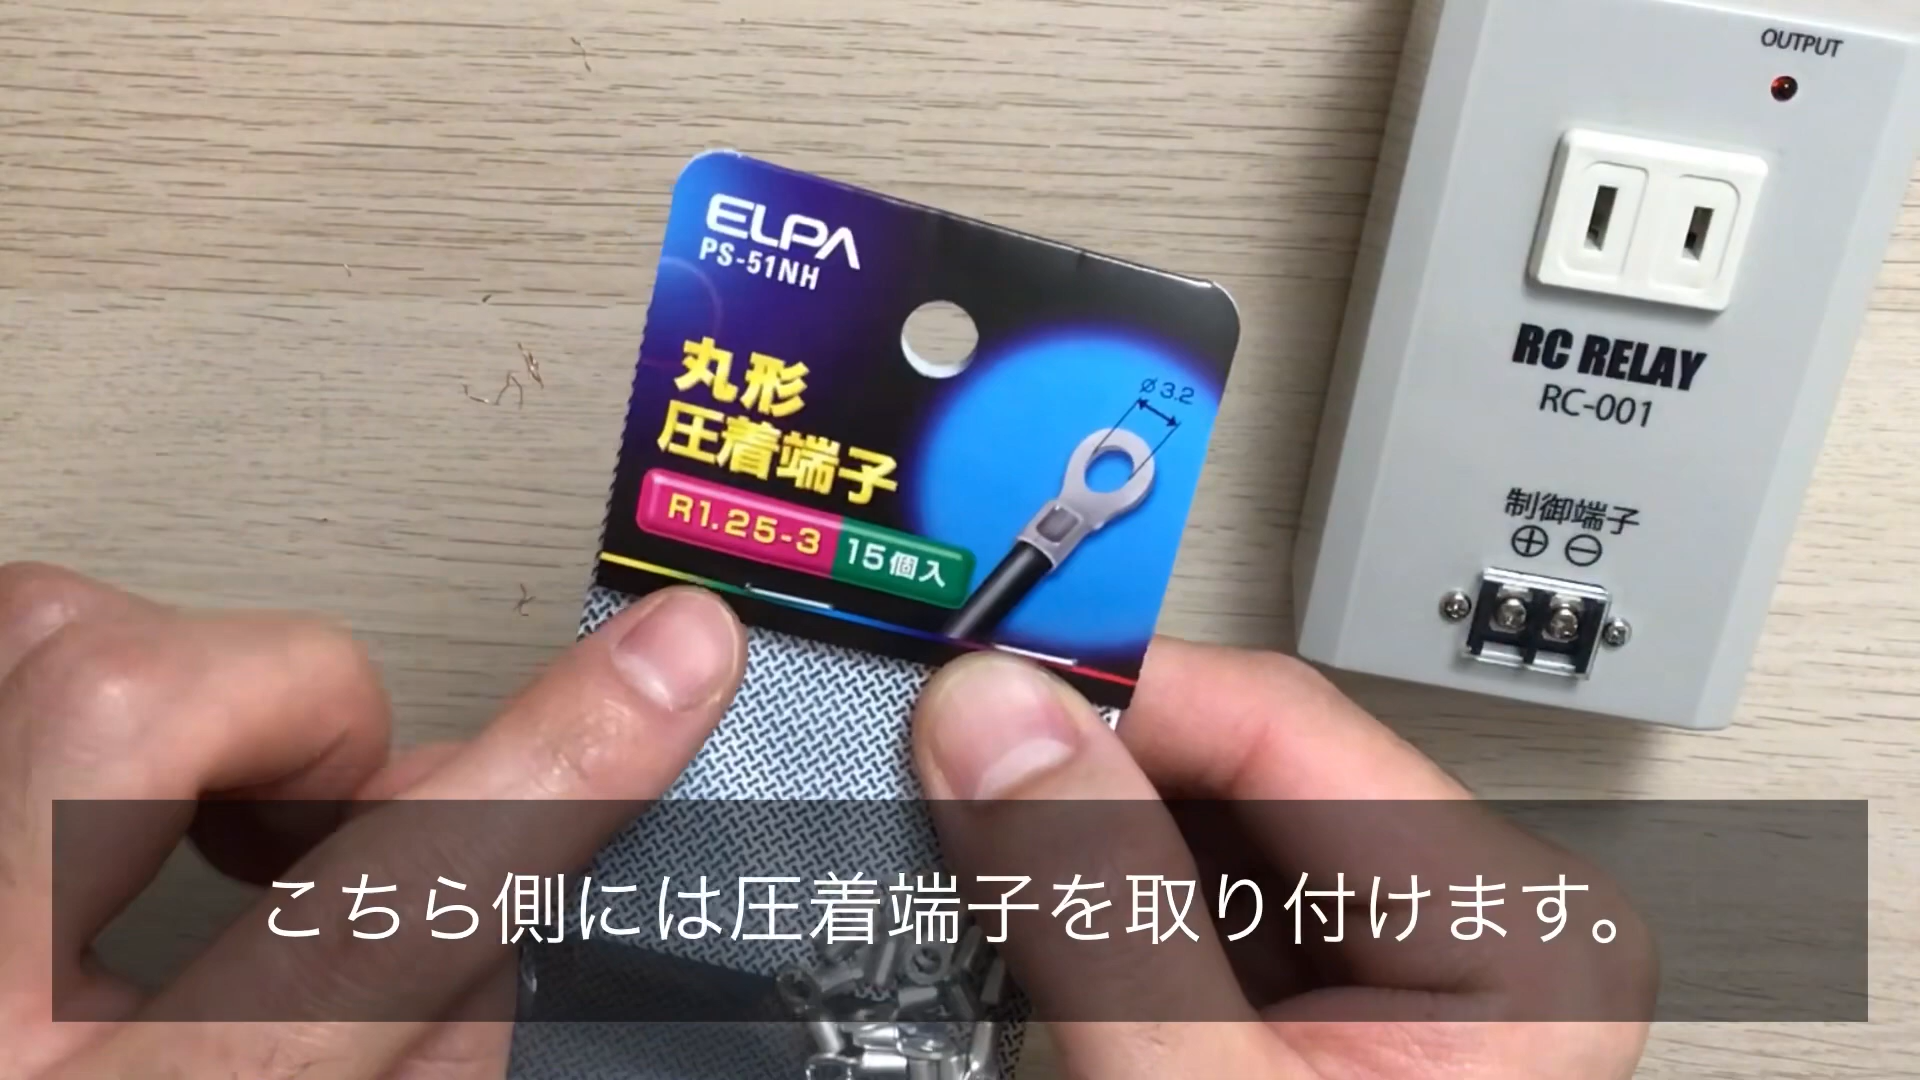 ELPA
PS-51NH
丸形
圧着端子
R1.25-3 15個入
ø3.2
OUTPUT
RC RELAY
RC-001
制御端子
⊕ ⊖
こちら側には圧着端子を取り付けます。